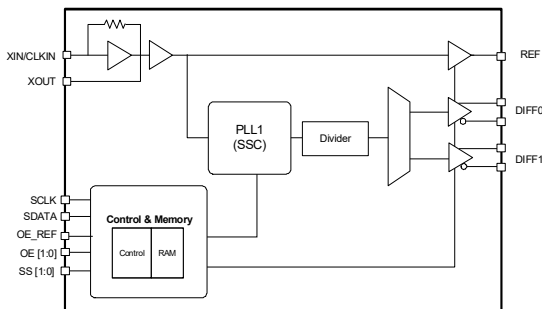 XIN/CLKIN
XOUT
REF
DIFF0
DIFF1
PLL1
(SSC)
Divider
SCLK
SDATA
OE_REF
OE [1:0]
SS [1:0]
Control & Memory
Control
RAM